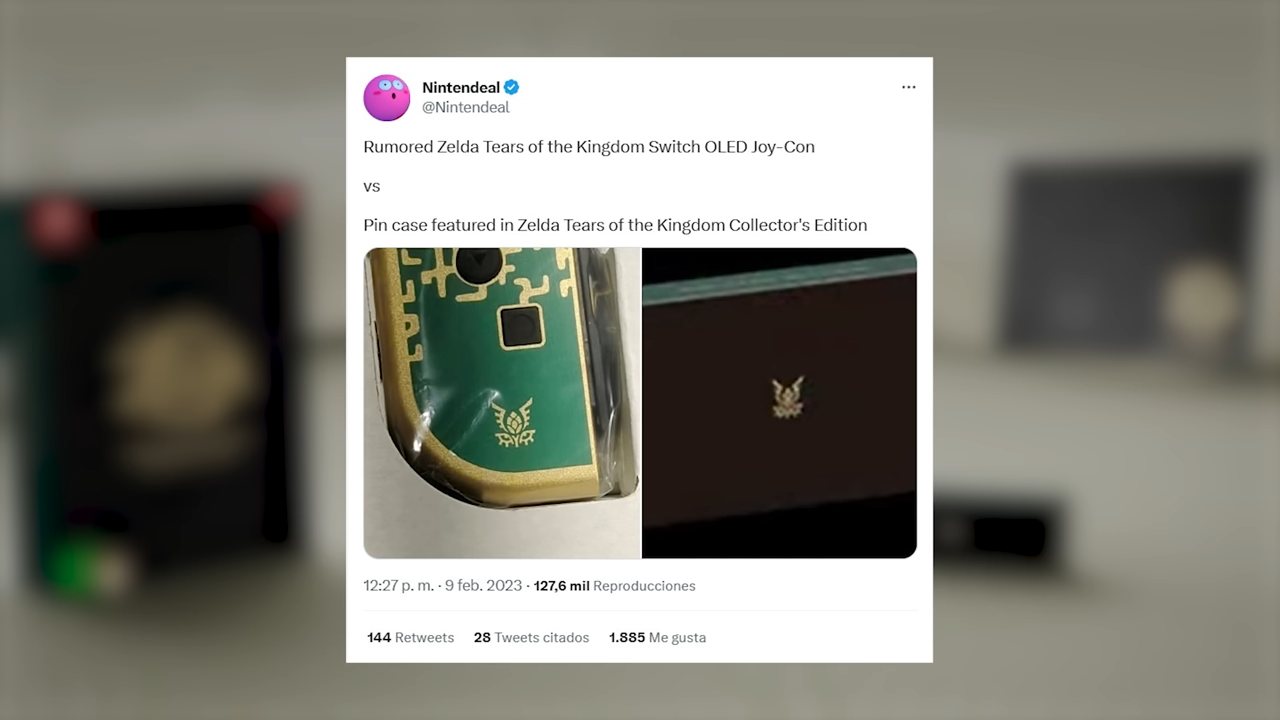 Nintendeal
@Nintendeal
Rumored Zelda Tears of the Kingdom Switch OLED Joy-Con
vs
Pin case featured in Zelda Tears of the Kingdom Collector's Edition
12:27 p. m. · 9 feb. 2023 · 127,6 mil Reproducciones
144 Retweets 28 Tweets citados 1.885 Me gusta